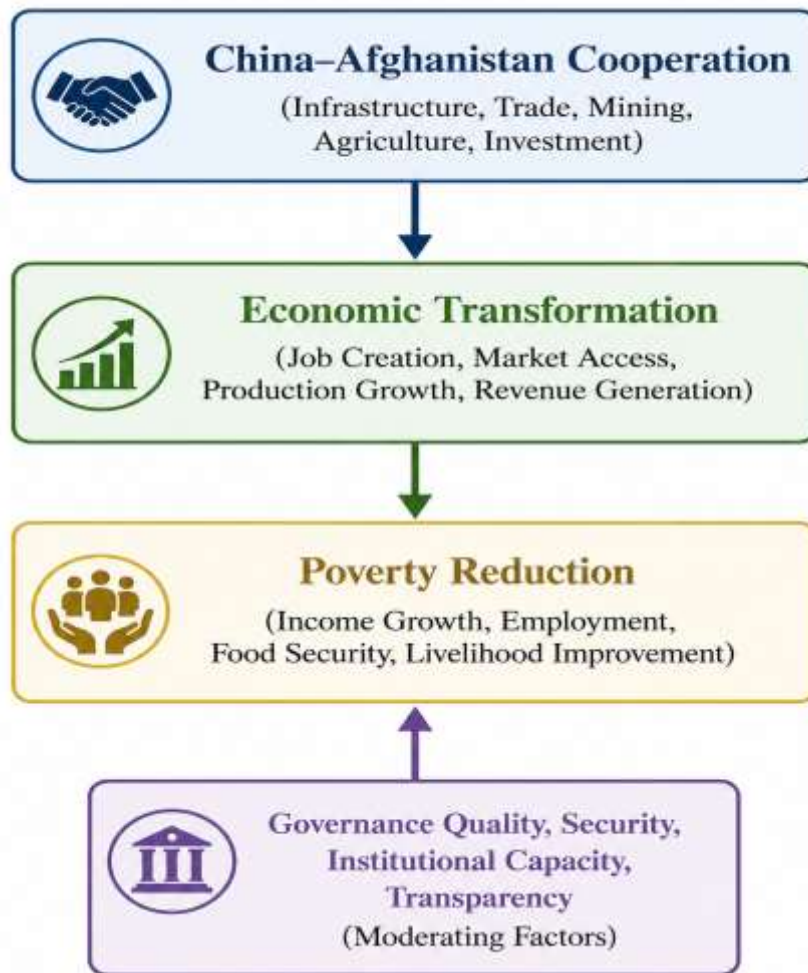 China–Afghanistan Cooperation
(Infrastructure, Trade, Mining,
Agriculture, Investment)
Economic Transformation
(Job Creation, Market Access,
Production Growth, Revenue Generation)
Poverty Reduction
(Income Growth, Employment,
Food Security, Livelihood Improvement)
Governance Quality, Security,
Institutional Capacity,
Transparency
(Moderating Factors)